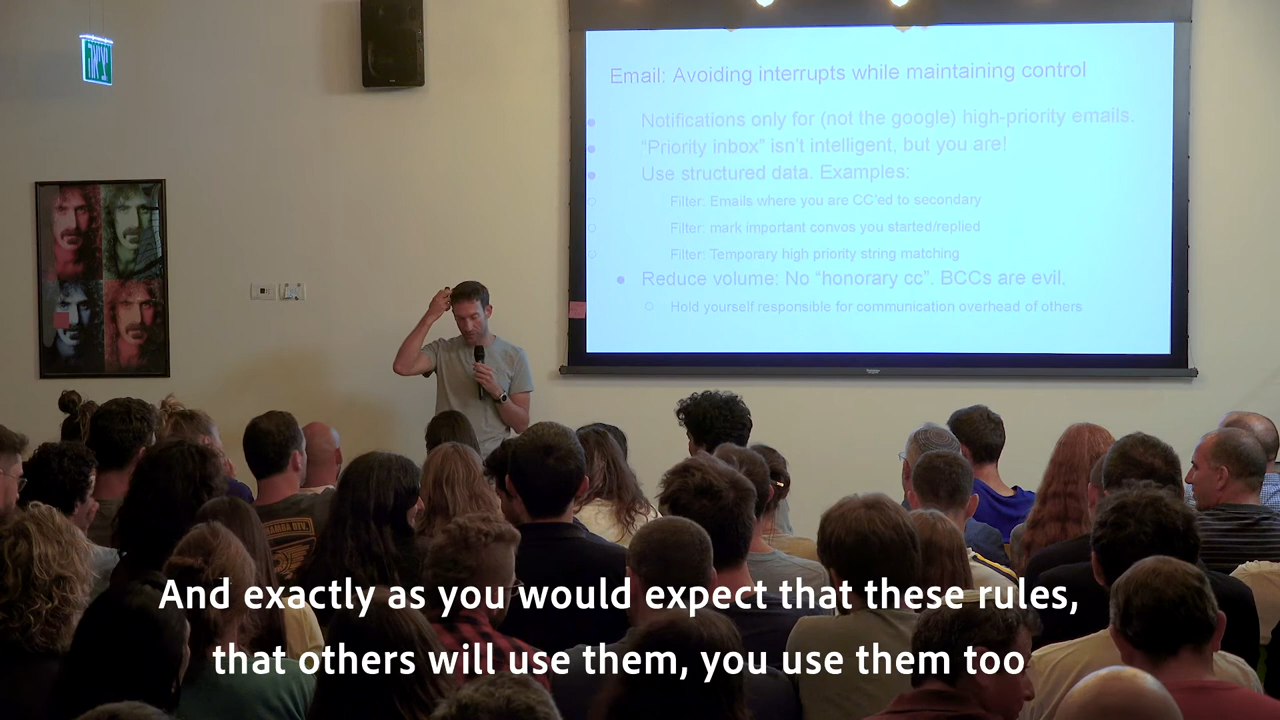 יציאה
Email: Avoiding interrupts while maintaining control
Notifications only for (not the google) high-priority emails.
"Priority inbox" isn't intelligent, but you are!
Use structured data. Examples:
Filter: Emails where you are CC'ed to secondary
Filter: mark important convos you started/replied
Filter: Temporary high priority string matching
Reduce volume: No "honorary cc". BCCs are evil.
Hold yourself responsible for communication overhead of others
And exactly as you would expect that these rules,
that others will use them, you use them too